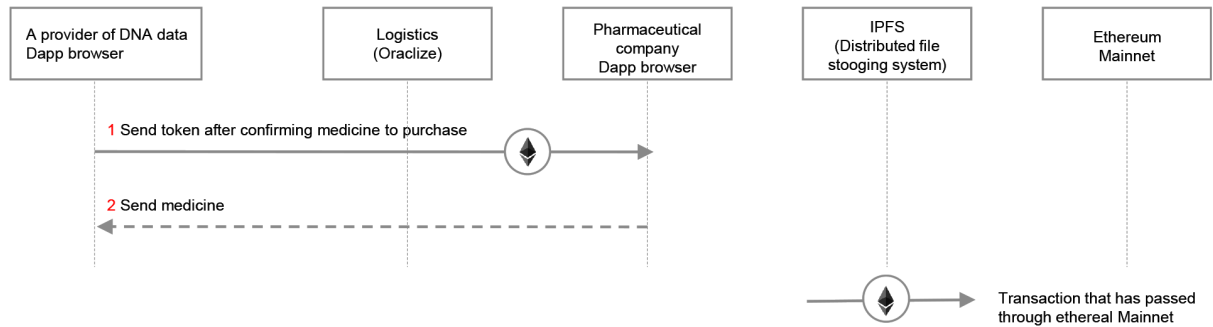 A provider of DNA data
Dapp browser
Logistics
(Oraclize)
Pharmaceutical
company
Dapp browser
IPFS
(Distributed file
stooging system)
Ethereum
Mainnet
1 Send token after confirming medicine to purchase
2 Send medicine
Transaction that has passed
through ethereal Mainnet